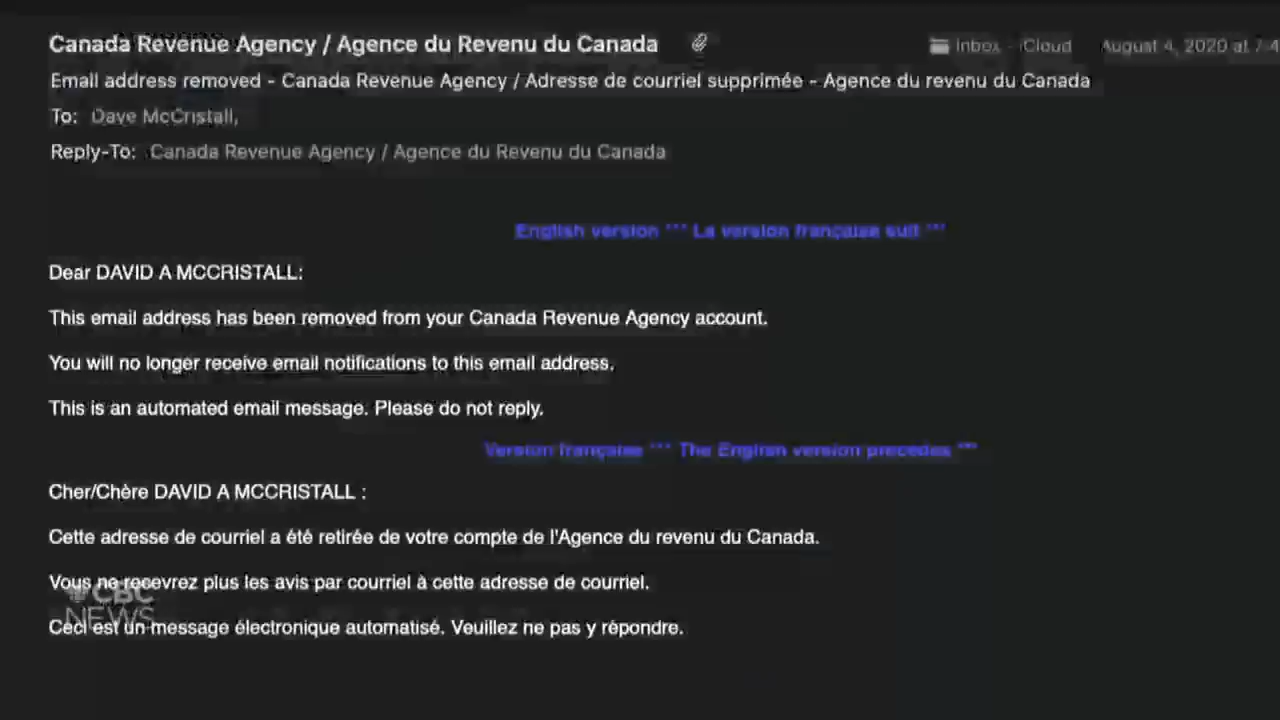 Canada Revenue Agency / Agence du Revenu du Canada
Inbox - iCloud August 4, 2020 at
Email address removed - Canada Revenue Agency / Adresse de courriel supprimée - Agence du revenu du Canada
To: Dave McCristall,
Reply-To: Canada Revenue Agency / Agence du Revenu du Canada
English version *** La version française suit ***
Dear DAVID A MCCRISTALL:
This email address has been removed from your Canada Revenue Agency account.
You will no longer receive email notifications to this email address.
This is an automated email message. Please do not reply.
Version française *** The English version precedes ***
Cher/Chère DAVID A MCCRISTALL :
Cette adresse de courriel a été retirée de votre compte de l'Agence du revenu du Canada.
Vous ne recevrez plus les avis par courriel à cette adresse de courriel.
Ceci est un message électronique automatisé. Veuillez ne pas y répondre.
CBC
NEWS